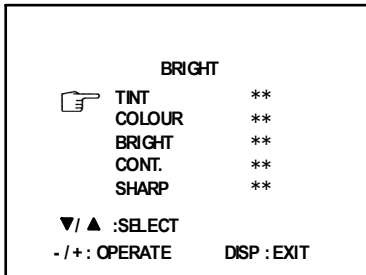 BRIGHT
TINT **
COLOUR **
BRIGHT **
CONT. **
SHARP **
▼/ ▲ :SELECT
- / + : OPERATE DISP : EXIT